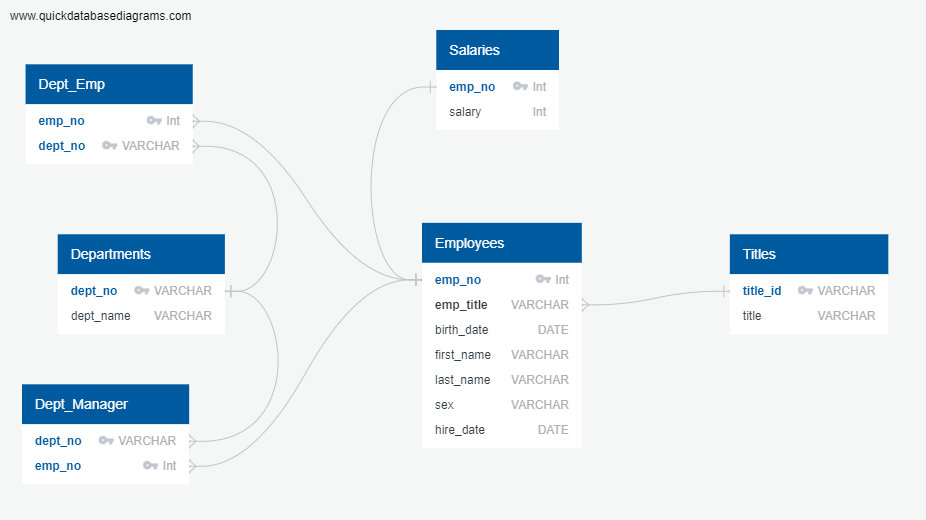 www.quickdatabasediagrams.com
Salaries
emp_no Int
salary Int
Dept_Emp
emp_no Int
dept_no VARCHAR
Departments
dept_no VARCHAR
dept_name VARCHAR
Employees
emp_no Int
emp_title VARCHAR
birth_date DATE
first_name VARCHAR
last_name VARCHAR
sex VARCHAR
hire_date DATE
Titles
title_id VARCHAR
title VARCHAR
Dept_Manager
dept_no VARCHAR
emp_no Int